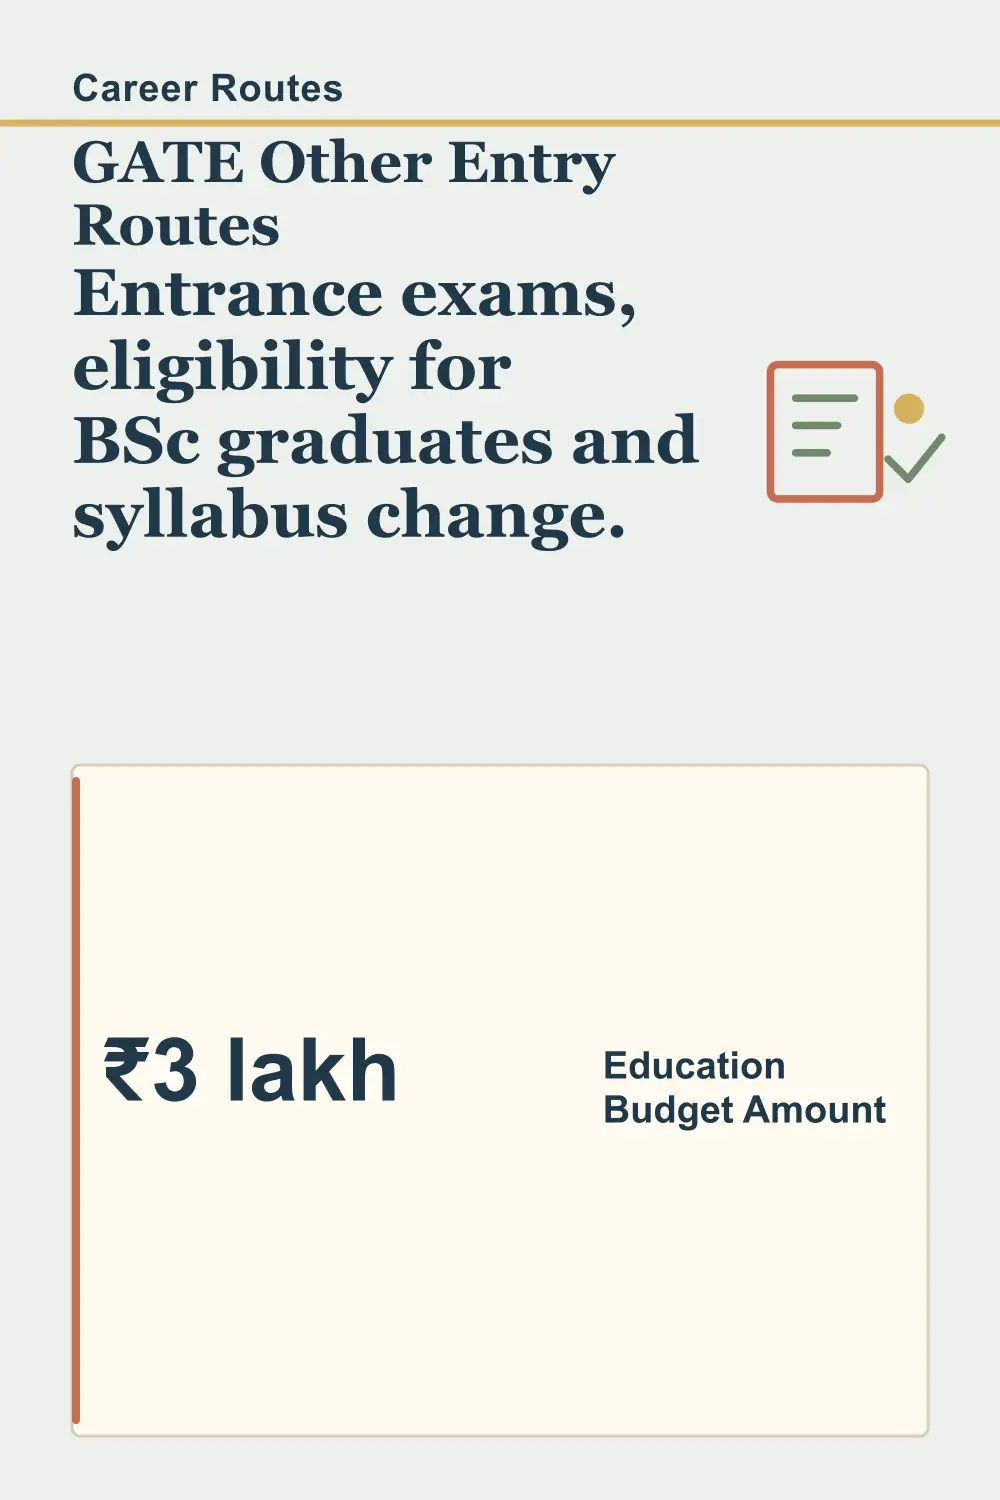 Career Routes
GATE Other Entry
Routes
Entrance exams,
eligibility for
BSc graduates and
syllabus change.
₹3 lakh
Education
Budget Amount